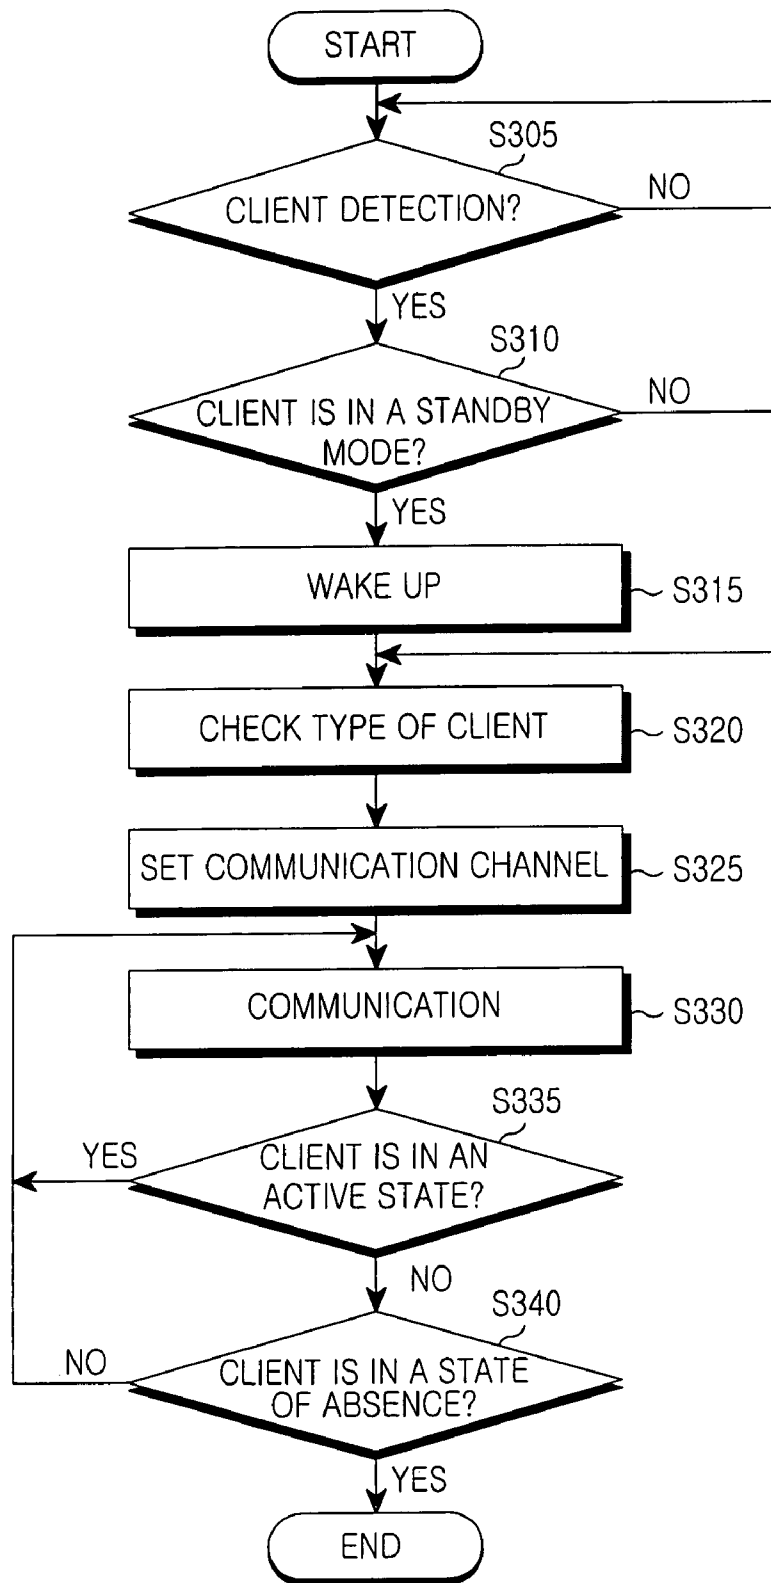 START
S305
CLIENT DETECTION?
NO
YES
S310
CLIENT IS IN A STANDBY
MODE?
NO
YES
WAKE UP
S315
CHECK TYPE OF CLIENT
S320
SET COMMUNICATION CHANNEL
S325
COMMUNICATION
S330
S335
CLIENT IS IN AN
ACTIVE STATE?
YES
NO
S340
CLIENT IS IN A STATE
OF ABSENCE?
NO
YES
END